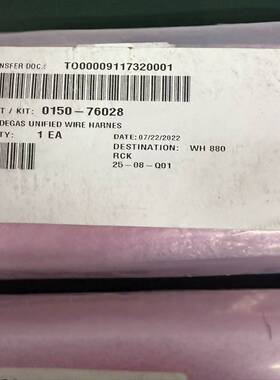 NSFER DOC.: TO00009117320001
T / KIT: 0150-76028
DEGAS UNIFIED WIRE HARNES
TY: 1 EA
DATE: 07/22/2022
DESTINATION: WH 880
RCK
25-08-Q01